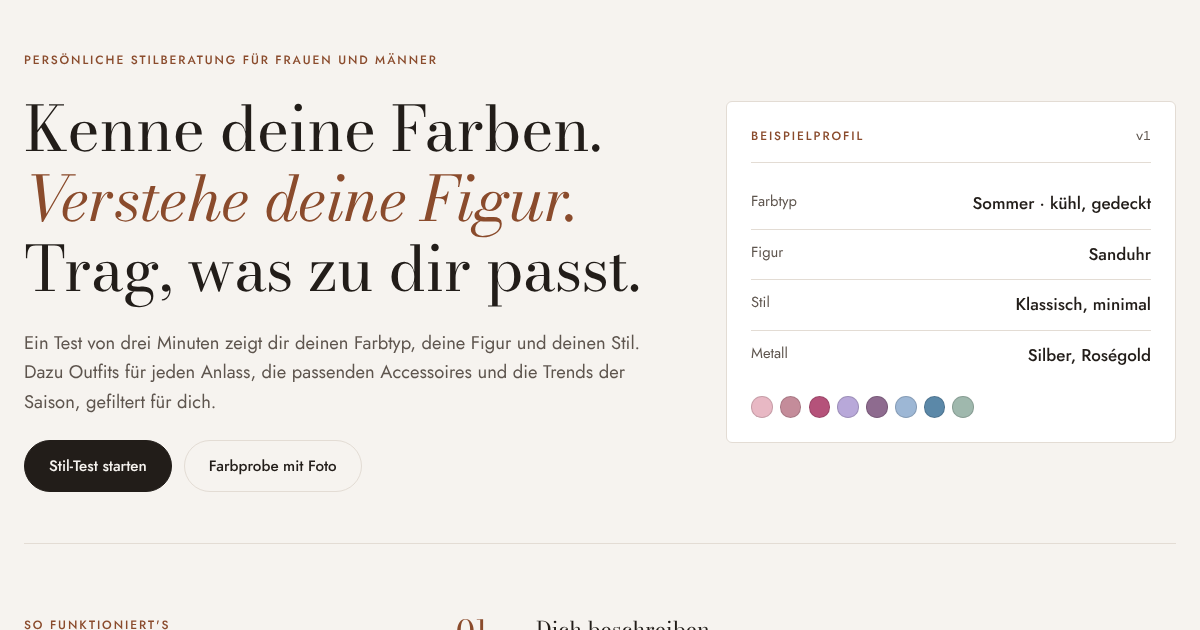 PERSÖNLICHE STILBERATUNG FÜR FRAUEN UND MÄNNER
Kenne deine Farben.
Verstehe deine Figur.
Trag, was zu dir passt.
Ein Test von drei Minuten zeigt dir deinen Farbtyp, deine Figur und deinen Stil.
Dazu Outfits für jeden Anlass, die passenden Accessoires und die Trends der
Saison, gefiltert für dich.
Stil-Test starten
Farbprobe mit Foto
BEISPIELPROFIL
v1
Farbtyp
Sommer · kühl, gedeckt
Figur
Sanduhr
Stil
Klassisch, minimal
Metall
Silber, Roségold
SO FUNKTIONIERT'S
01
Dich beschreiben